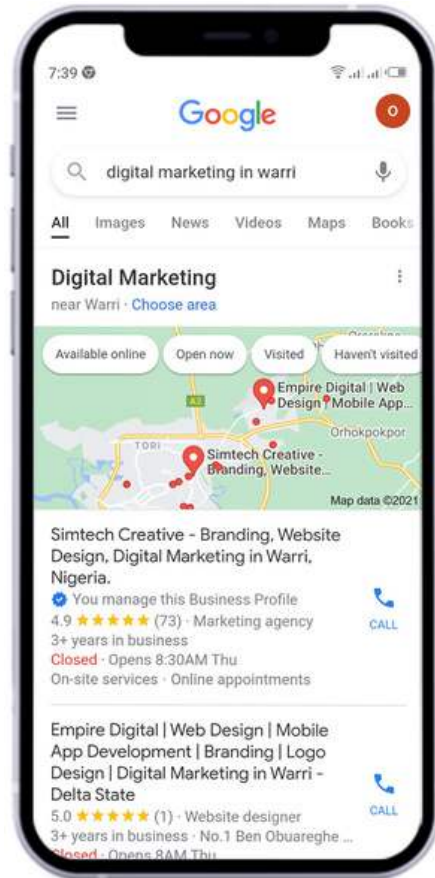 7:39
Google
O
digital marketing in warri
All Images News Videos Maps Books
Digital Marketing
near Warri · Choose area
Available online Open now Visited Haven't visited
Empire Digital | Web
Design | Mobile App...
A2
Orhokpokpor
TORI
Simtech Creative -
Branding, Website...
Map data ©2021
Simtech Creative - Branding, Website
Design, Digital Marketing in Warri,
Nigeria.
You manage this Business Profile
4.9 ★★★★★ (73) · Marketing agency
3+ years in business
CALL
Closed · Opens 8:30AM Thu
On-site services · Online appointments
Empire Digital | Web Design | Mobile
App Development | Branding | Logo
Design | Digital Marketing in Warri -
Delta State
5.0 ★★★★★ (1) · Website designer
CALL
3+ years in business · No.1 Ben Obuareghe ...
Closed · Opens 8AM Thu